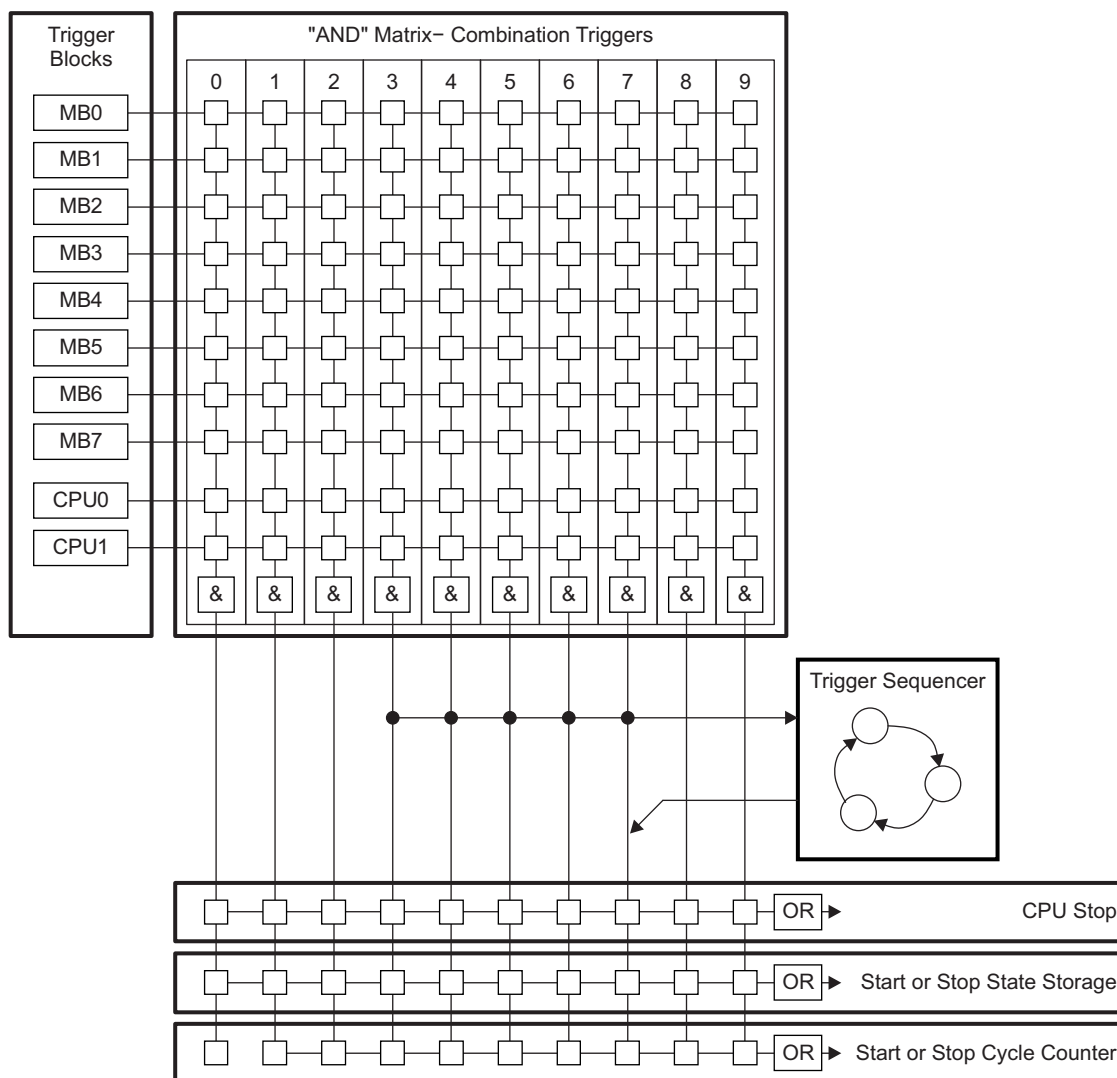 Trigger
Blocks
"AND" Matrix− Combination Triggers
0 1 2 3 4 5 6 7 8 9
MB0
MB1
MB2
MB3
MB4
MB5
MB6
MB7
CPU0
CPU1
& & & & & & & & & &
Trigger Sequencer
OR CPU Stop
OR Start or Stop State Storage
OR Start or Stop Cycle Counter